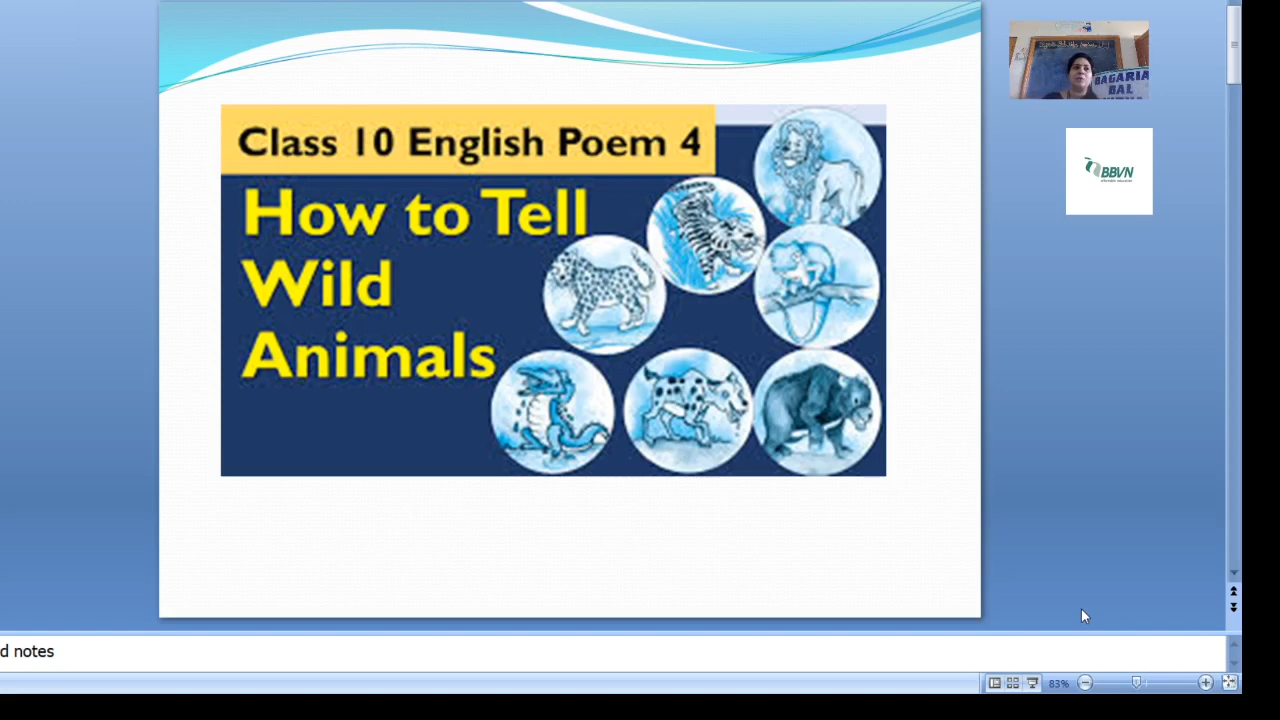 Class 10 English Poem 4
How to Tell
Wild
Animals
BAGARIA
BAL
BBVN
d notes
83%